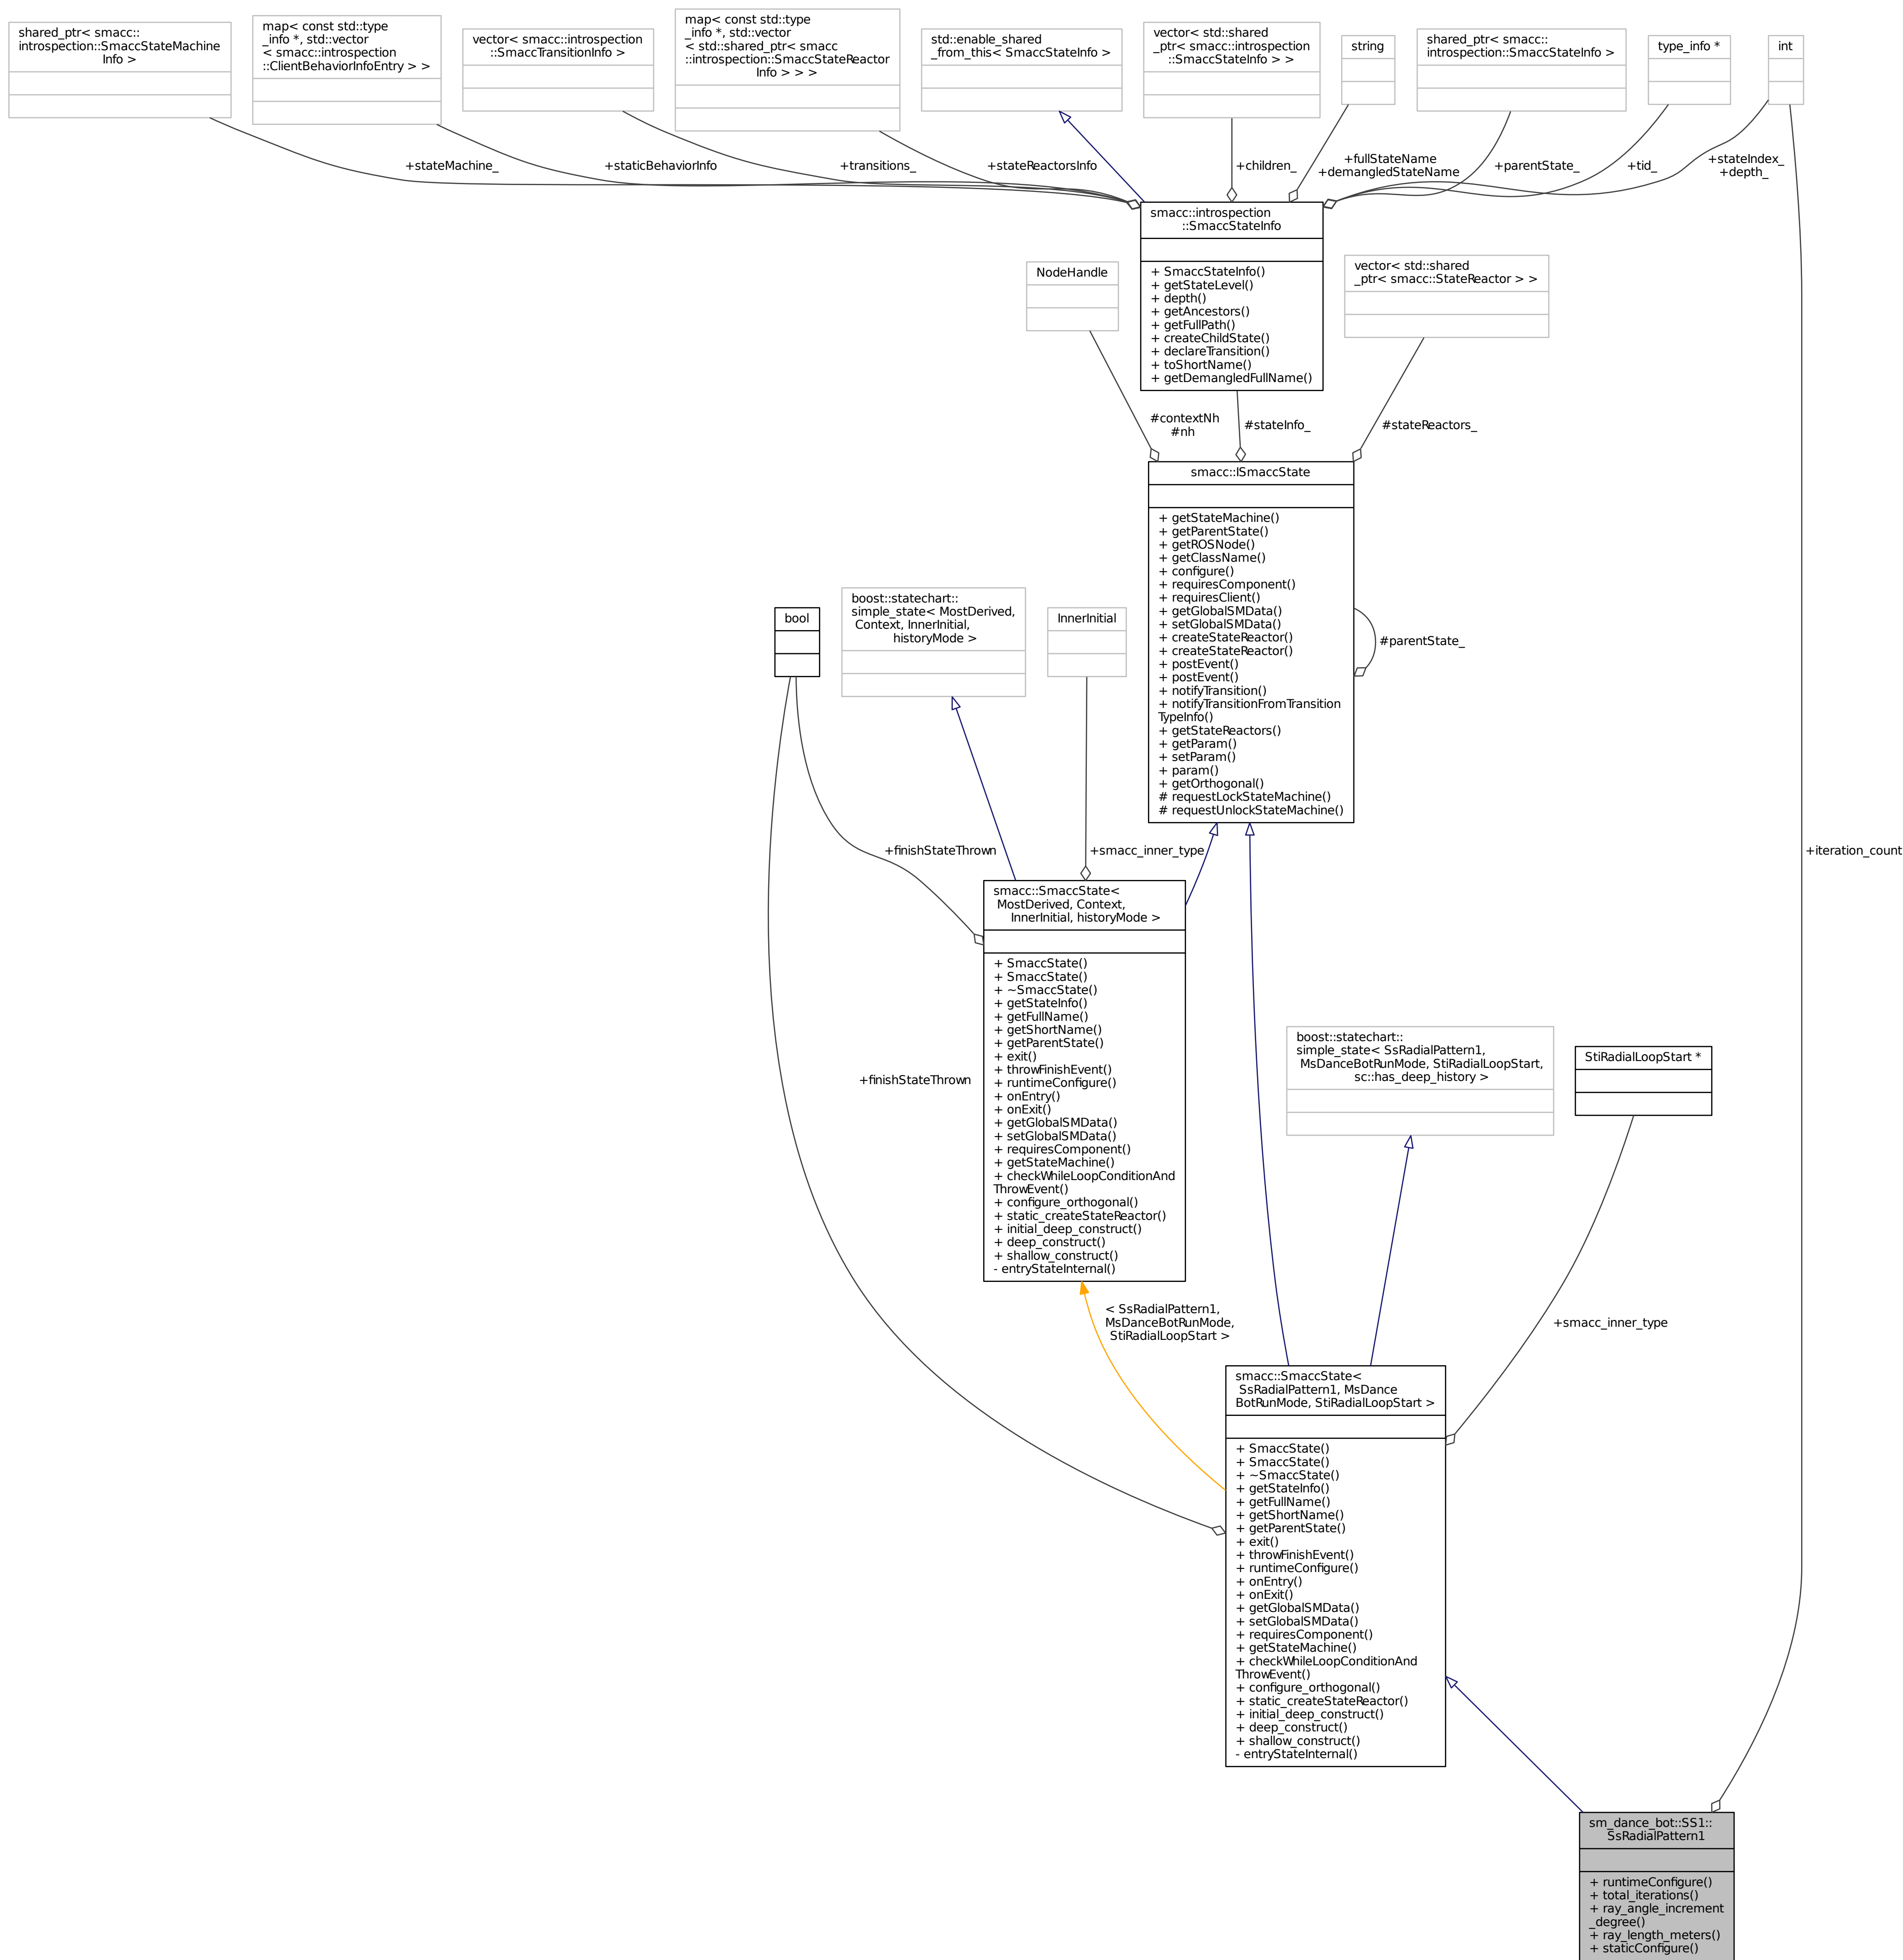 shared_ptr< smacc::
introspection::SmaccStateMachine
Info >
map< const std::type
_info *, std::vector
< smacc::introspection
::ClientBehaviorInfoEntry > >
vector< smacc::introspection
::SmaccTransitionInfo >
map< const std::type
_info *, std::vector
< std::shared_ptr< smacc
::introspection::SmaccStateReactor
Info > > >
std::enable_shared
_from_this< SmaccStateInfo >
vector< std::shared
_ptr< smacc::introspection
::SmaccStateInfo > >
string
shared_ptr< smacc::
introspection::SmaccStateInfo >
type_info *
int
+stateMachine_
+staticBehaviorInfo
+transitions_
+stateReactorsInfo
+children_
+fullStateName
+demangledStateName
+parentState_
+tid_
+stateIndex_
+depth_
smacc::introspection
::SmaccStateInfo
+ SmaccStateInfo()
+ getStateLevel()
+ depth()
+ getAncestors()
+ getFullPath()
+ createChildState()
+ declareTransition()
+ toShortName()
+ getDemangledFullName()
NodeHandle
vector< std::shared
_ptr< smacc::StateReactor > >
#contextNh
#nh
#stateInfo_
#stateReactors_
smacc::ISmaccState
+ getStateMachine()
+ getParentState()
+ getROSNode()
+ getClassName()
+ configure()
+ requiresComponent()
+ requiresClient()
+ getGlobalSMData()
+ setGlobalSMData()
+ createStateReactor()
+ createStateReactor()
+ postEvent()
+ postEvent()
+ notifyTransition()
+ notifyTransitionFromTransition
TypeInfo()
+ getStateReactors()
+ getParam()
+ setParam()
+ param()
+ getOrthogonal()
# requestLockStateMachine()
# requestUnlockStateMachine()
#parentState_
bool
boost::statechart::
simple_state< MostDerived,
Context, InnerInitial,
historyMode >
InnerInitial
+finishStateThrown
+smacc_inner_type
+iteration_count
smacc::SmaccState<
MostDerived, Context,
InnerInitial, historyMode >
+ SmaccState()
+ SmaccState()
+ ~SmaccState()
+ getStateInfo()
+ getFullName()
+ getShortName()
+ getParentState()
+ exit()
+ throwFinishEvent()
+ runtimeConfigure()
+ onEntry()
+ onExit()
+ getGlobalSMData()
+ setGlobalSMData()
+ requiresComponent()
+ getStateMachine()
+ checkWhileLoopConditionAnd
ThrowEvent()
+ configure_orthogonal()
+ static_createStateReactor()
+ initial_deep_construct()
+ deep_construct()
+ shallow_construct()
- entryStateInternal()
+finishStateThrown
boost::statechart::
simple_state< SsRadialPattern1,
MsDanceBotRunMode, StiRadialLoopStart,
sc::has_deep_history >
StiRadialLoopStart *
< SsRadialPattern1,
MsDanceBotRunMode,
StiRadialLoopStart >
+smacc_inner_type
smacc::SmaccState<
SsRadialPattern1, MsDance
BotRunMode, StiRadialLoopStart >
+ SmaccState()
+ SmaccState()
+ ~SmaccState()
+ getStateInfo()
+ getFullName()
+ getShortName()
+ getParentState()
+ exit()
+ throwFinishEvent()
+ runtimeConfigure()
+ onEntry()
+ onExit()
+ getGlobalSMData()
+ setGlobalSMData()
+ requiresComponent()
+ getStateMachine()
+ checkWhileLoopConditionAnd
ThrowEvent()
+ configure_orthogonal()
+ static_createStateReactor()
+ initial_deep_construct()
+ deep_construct()
+ shallow_construct()
- entryStateInternal()
sm_dance_bot::SS1::
SsRadialPattern1
+ runtimeConfigure()
+ total_iterations()
+ ray_angle_increment
_degree()
+ ray_length_meters()
+ staticConfigure()